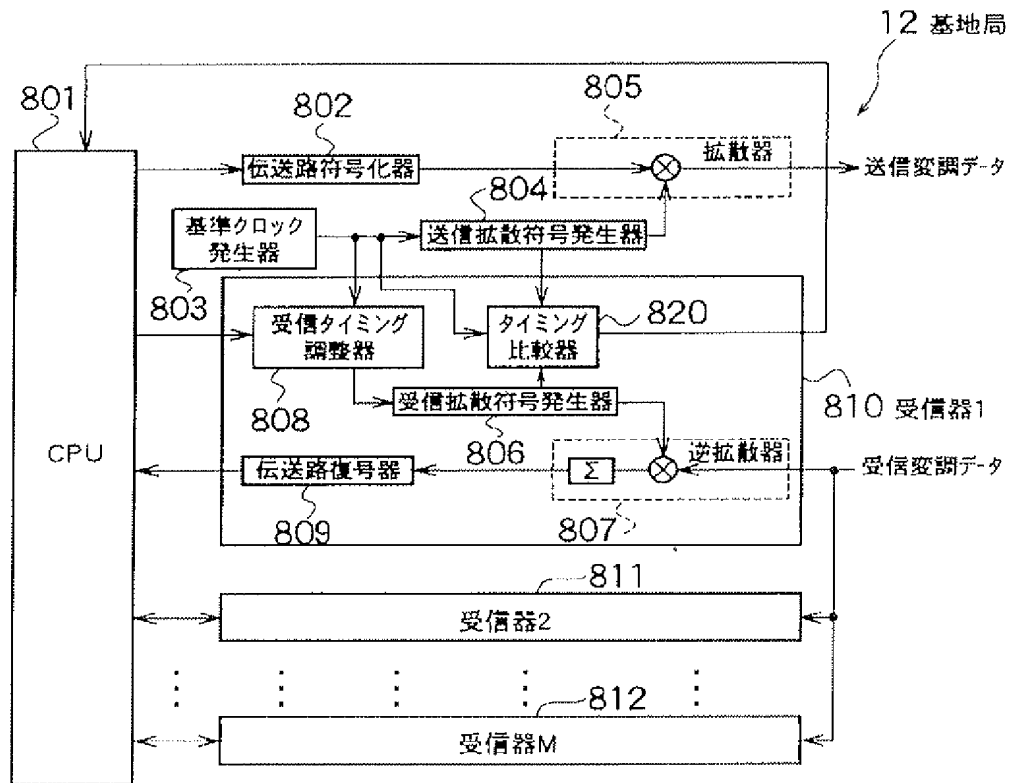 12 基地局
801
802
805
伝送路符号化器
拡散器
送信変調データ
804
基準クロック
発生器
送信拡散符号発生器
803
受信タイミング
調整器
タイミング
比較器
820
808
受信拡散符号発生器
810 受信器1
CPU
806
逆拡散器
伝送路復号器
Σ
受信変調データ
809
807
811
受信器2
812
受信器M